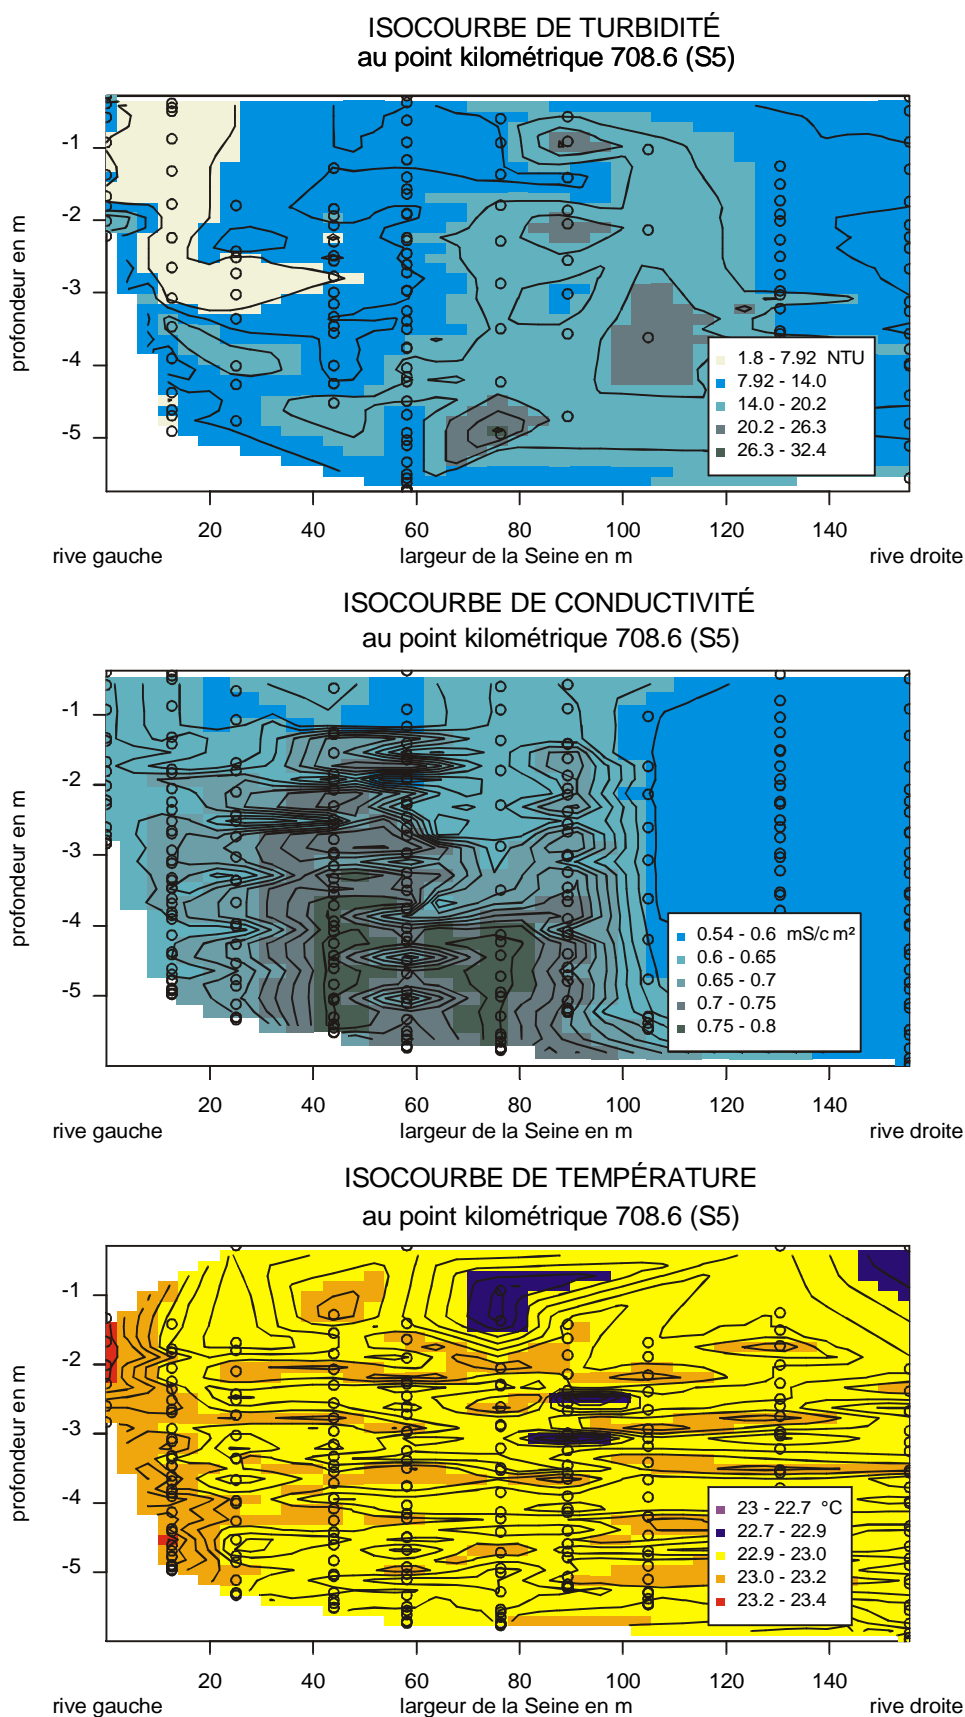 ISOCOURBE DE TURBIDITÉ
au point kilométrique 708.6 (S5)
profondeur en m
-1
-2
-3
-4
-5
1.8 - 7.92 NTU
7.92 - 14.0
14.0 - 20.2
20.2 - 26.3
26.3 - 32.4
20 40 60 80 100 120 140
rive gauche largeur de la Seine en m rive droite
ISOCOURBE DE CONDUCTIVITÉ
au point kilométrique 708.6 (S5)
profondeur en m
-1
-2
-3
-4
-5
0.54 - 0.6 mS/c m²
0.6 - 0.65
0.65 - 0.7
0.7 - 0.75
0.75 - 0.8
20 40 60 80 100 120 140
rive gauche largeur de la Seine en m rive droite
ISOCOURBE DE TEMPÉRATURE
au point kilométrique 708.6 (S5)
profondeur en m
-1
-2
-3
-4
-5
23 - 22.7 °C
22.7 - 22.9
22.9 - 23.0
23.0 - 23.2
23.2 - 23.4
20 40 60 80 100 120 140
rive gauche largeur de la Seine en m rive droite